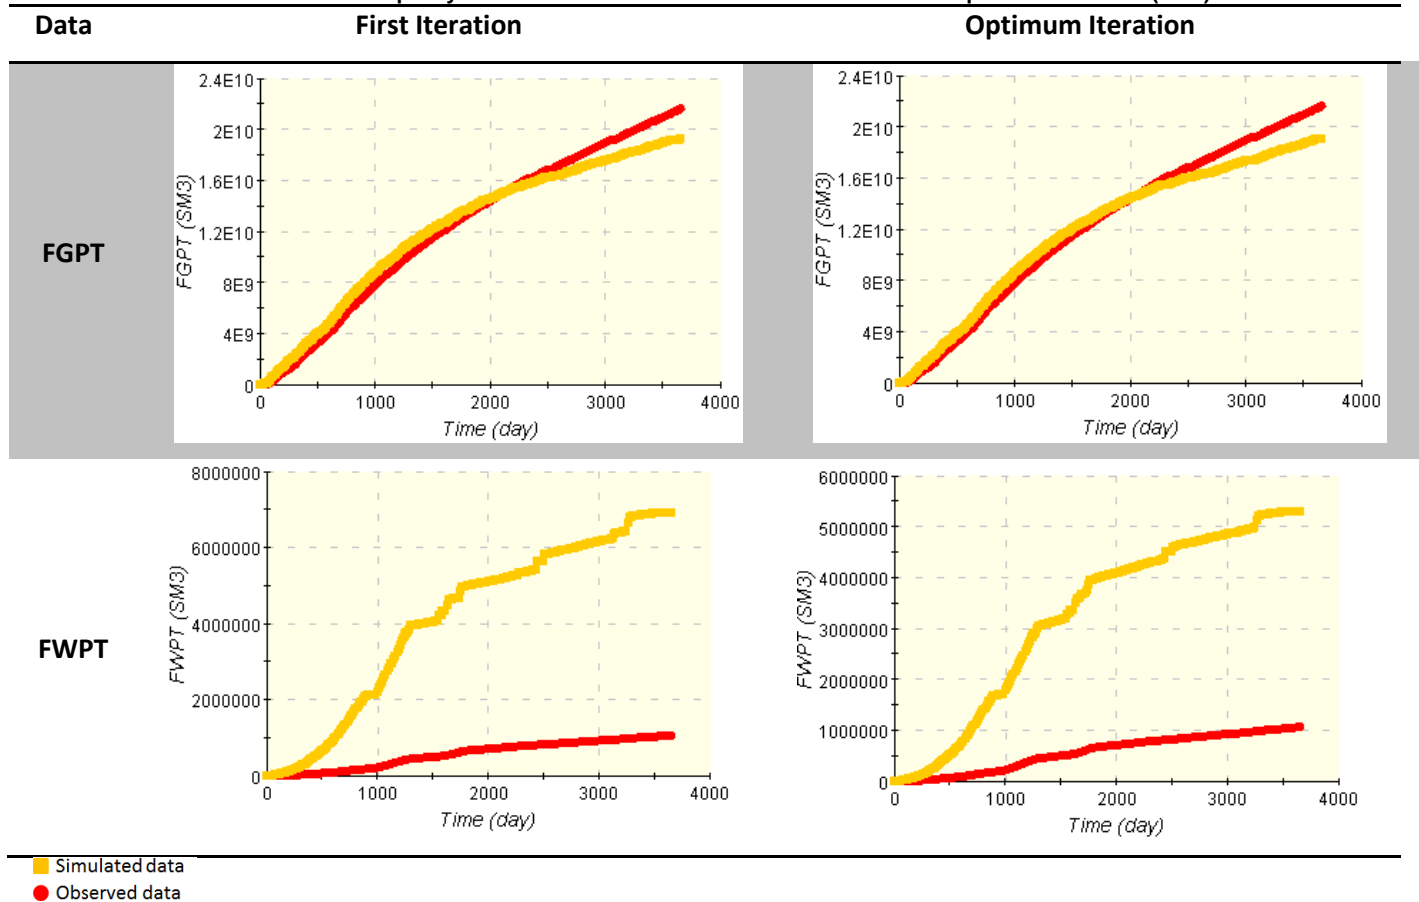 Data First Iteration Optimum Iteration
FGPT
2.4E10
2E10
1.6E10
1.2E10
8E9
4E9
0
FGPT (SM3)
0 1000 2000 3000 4000
Time (day)
2.4E10
2E10
1.6E10
1.2E10
8E9
4E9
0
FGPT (SM3)
0 1000 2000 3000 4000
Time (day)
FWPT
8000000
6000000
4000000
2000000
0
FWPT (SM3)
0 1000 2000 3000 4000
Time (day)
6000000
5000000
4000000
3000000
2000000
1000000
0
FWPT (SM3)
0 1000 2000 3000 4000
Time (day)
Simulated data
Observed data